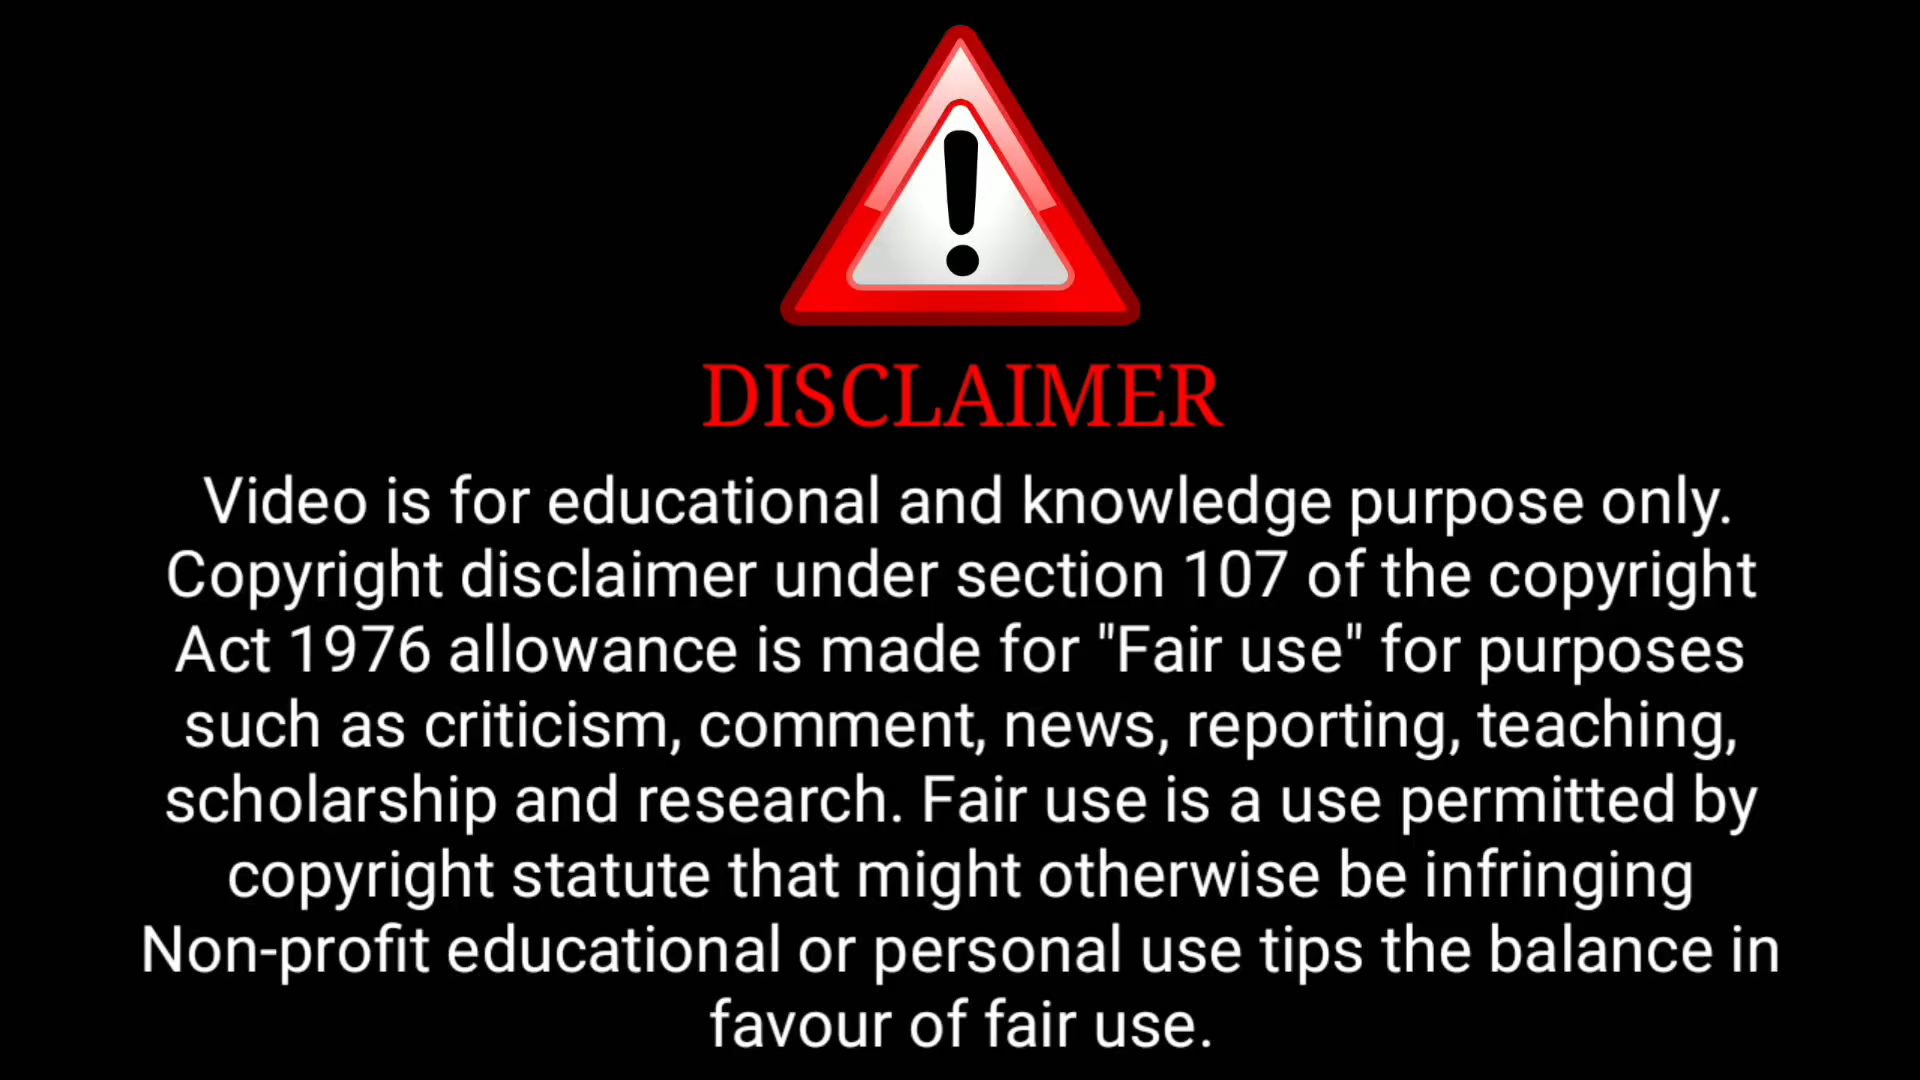 DISCLAIMER
Video is for educational and knowledge purpose only.
Copyright disclaimer under section 107 of the copyright
Act 1976 allowance is made for "Fair use" for purposes
such as criticism, comment, news, reporting, teaching,
scholarship and research. Fair use is a use permitted by
copyright statute that might otherwise be infringing
Non-profit educational or personal use tips the balance in
favour of fair use.